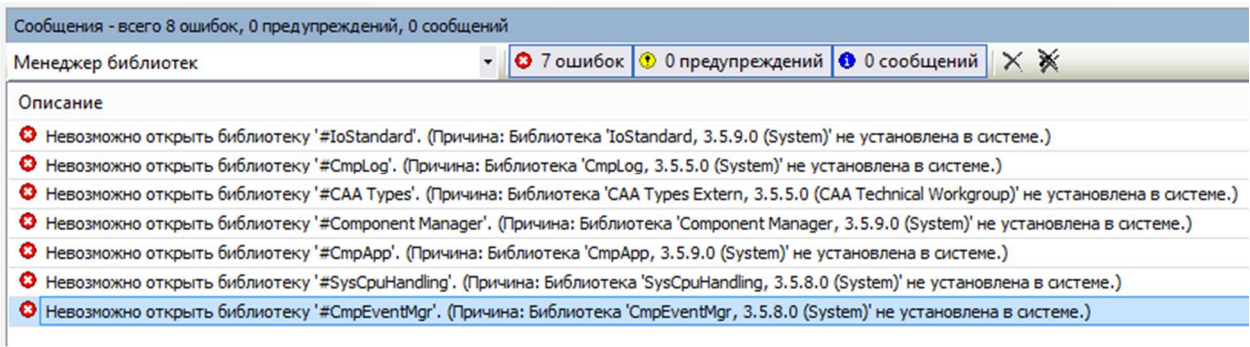 Сообщения - всего 8 ошибок, 0 предупреждений, 0 сообщений
Менеджер библиотек 7 ошибок 0 предупреждений 0 сообщений
Описание
Невозможно открыть библиотеку '#IoStandard'. (Причина: Библиотека 'IoStandard, 3.5.9.0 (System)' не установлена в системе.)
Невозможно открыть библиотеку '#CmpLog'. (Причина: Библиотека 'CmpLog, 3.5.5.0 (System)' не установлена в системе.)
Невозможно открыть библиотеку '#CAA Types'. (Причина: Библиотека 'CAA Types Extern, 3.5.5.0 (CAA Technical Workgroup)' не установлена в системе.)
Невозможно открыть библиотеку '#Component Manager'. (Причина: Библиотека 'Component Manager, 3.5.9.0 (System)' не установлена в системе.)
Невозможно открыть библиотеку '#CmpApp'. (Причина: Библиотека 'CmpApp, 3.5.9.0 (System)' не установлена в системе.)
Невозможно открыть библиотеку '#SysCpuHandling'. (Причина: Библиотека 'SysCpuHandling, 3.5.8.0 (System)' не установлена в системе.)
Невозможно открыть библиотеку '#CmpEventMgr'. (Причина: Библиотека 'CmpEventMgr, 3.5.8.0 (System)' не установлена в системе.)